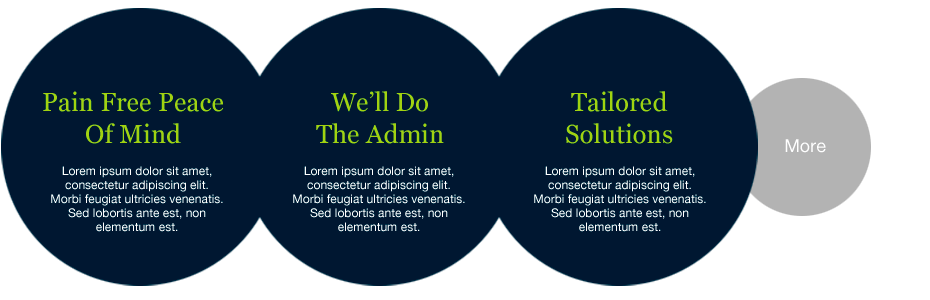 Pain Free Peace
Of Mind
Lorem ipsum dolor sit amet,
consectetur adipiscing elit.
Morbi feugiat ultricies venenatis.
Sed lobortis ante est, non
elementum est.
We’ll Do
The Admin
Lorem ipsum dolor sit amet,
consectetur adipiscing elit.
Morbi feugiat ultricies venenatis.
Sed lobortis ante est, non
elementum est.
Tailored
Solutions
Lorem ipsum dolor sit amet,
consectetur adipiscing elit.
Morbi feugiat ultricies venenatis.
Sed lobortis ante est, non
elementum est.
More